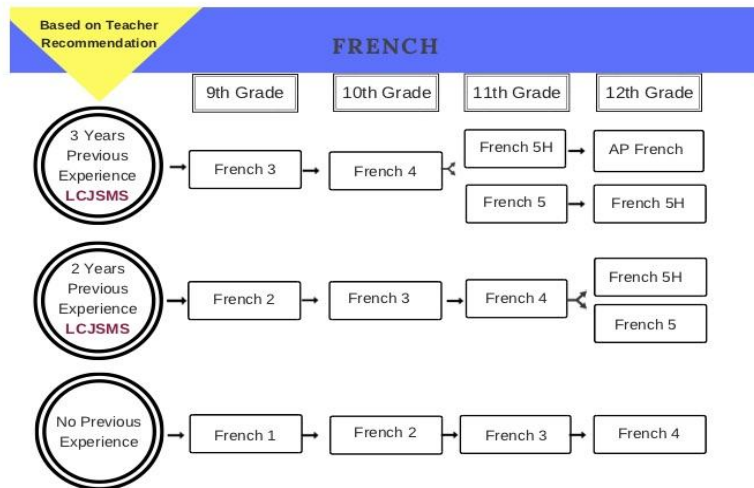 Based on Teacher
Recommendation
FRENCH
9th Grade
10th Grade
11th Grade
12th Grade
3 Years
Previous
Experience
LCJSMS
French 3
French 4
French 5H
AP French
French 5
French 5H
2 Years
Previous
Experience
LCJSMS
French 2
French 3
French 4
French 5H
French 5
No Previous
Experience
French 1
French 2
French 3
French 4